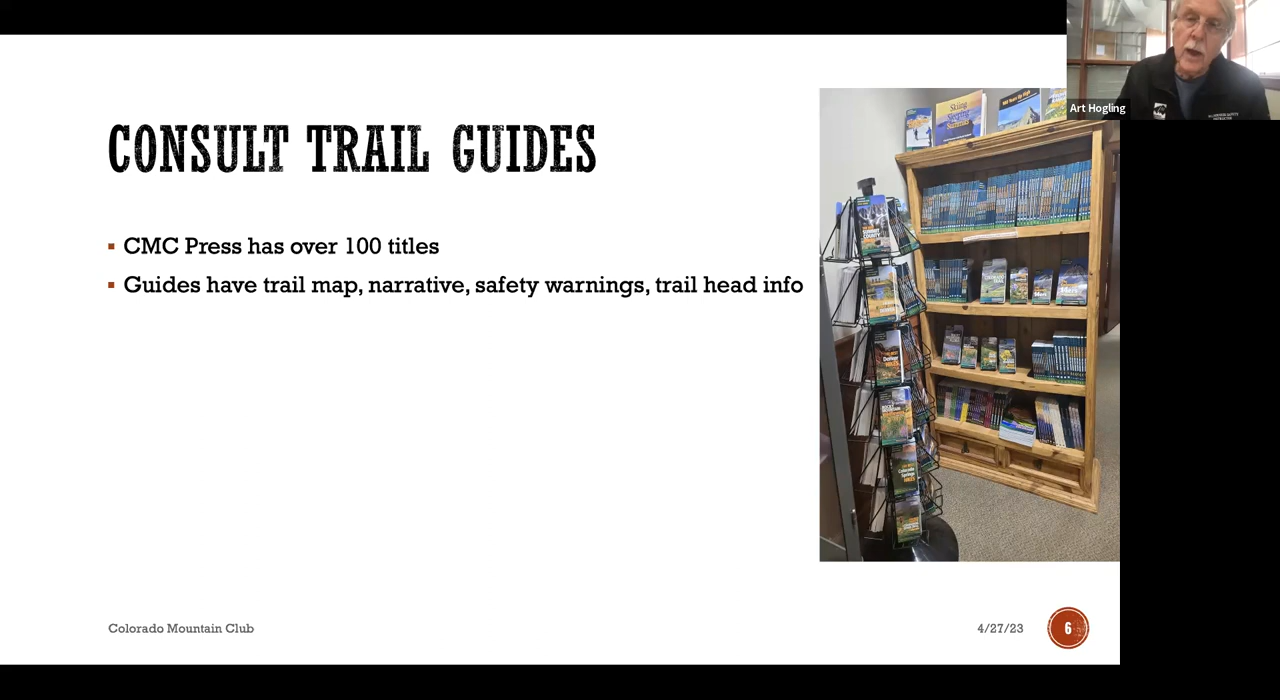 Art Hogling
CONSULT TRAIL GUIDES
CMC Press has over 100 titles
Guides have trail map, narrative, safety warnings, trail head info
Colorado Mountain Club
4/27/23
6